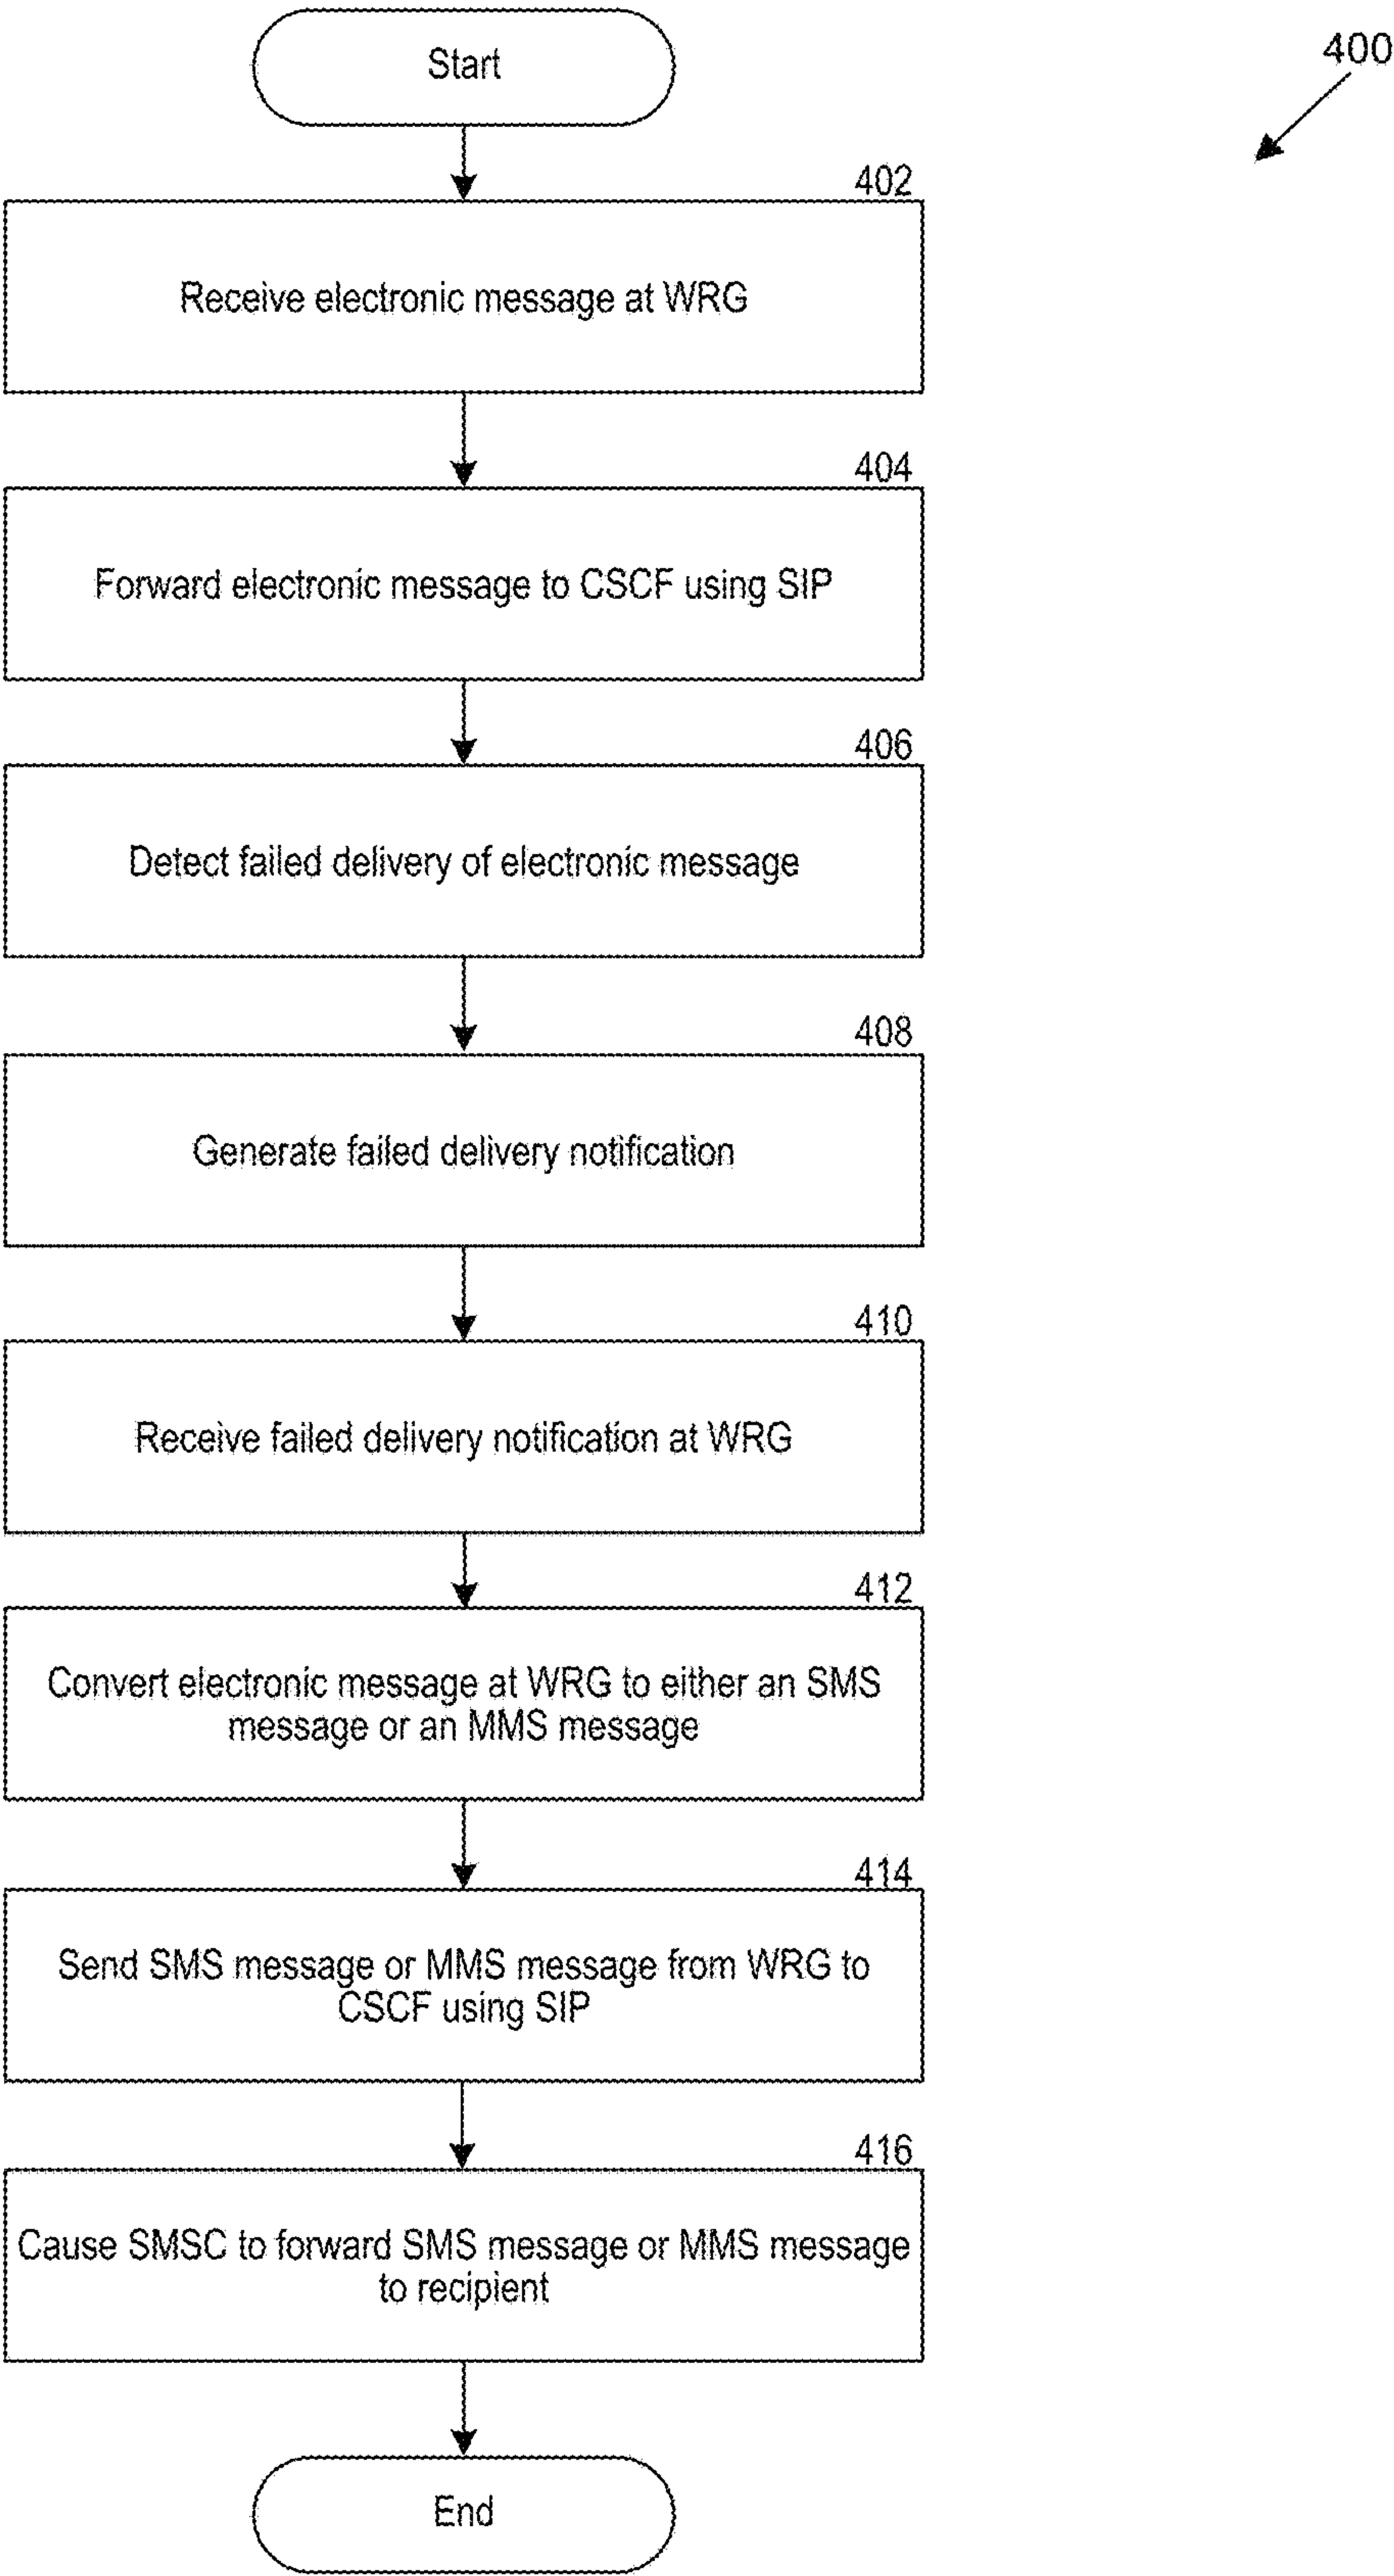 Start
400
402
Receive electronic message at WRG
404
Forward electronic message to CSCF using SIP
406
Detect failed delivery of electronic message
408
Generate failed delivery notification
410
Receive failed delivery notification at WRG
412
Convert electronic message at WRG to either an SMS
message or an MMS message
414
Send SMS message or MMS message from WRG to
CSCF using SIP
416
Cause SMSC to forward SMS message or MMS message
to recipient
End